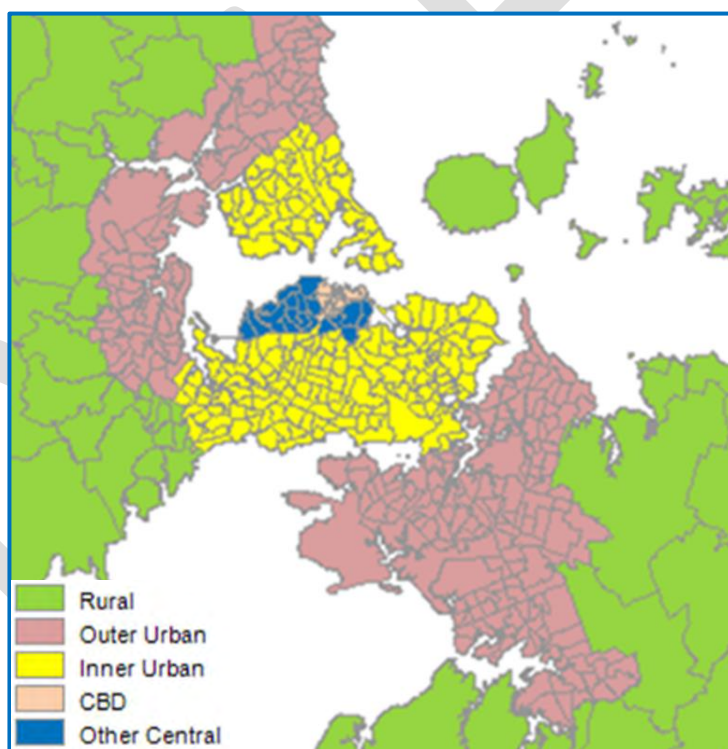 Rural
Outer Urban
Inner Urban
CBD
Other Central